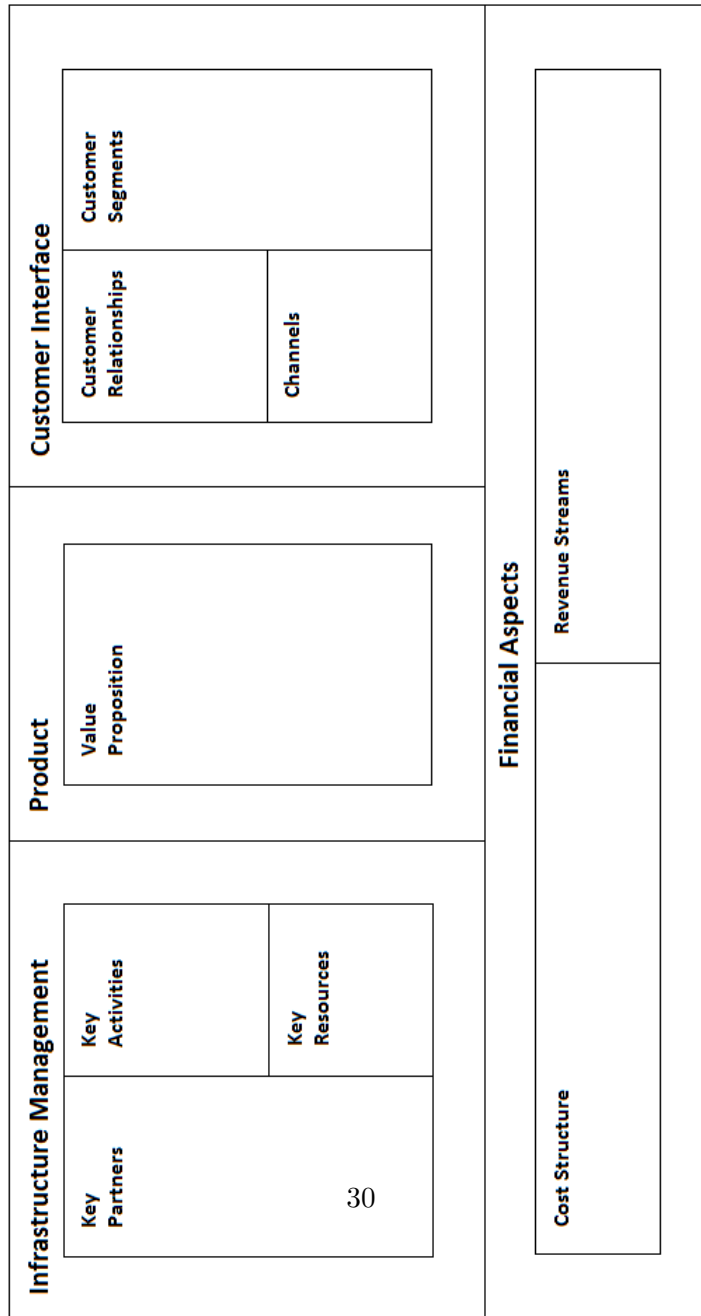 Infrastructure Management
Key
Partners
Key
Activities
Key
Resources
Product
Value
Proposition
Customer Interface
Customer
Relationships
Channels
Customer
Segments
Financial Aspects
Cost Structure
Revenue Streams
30